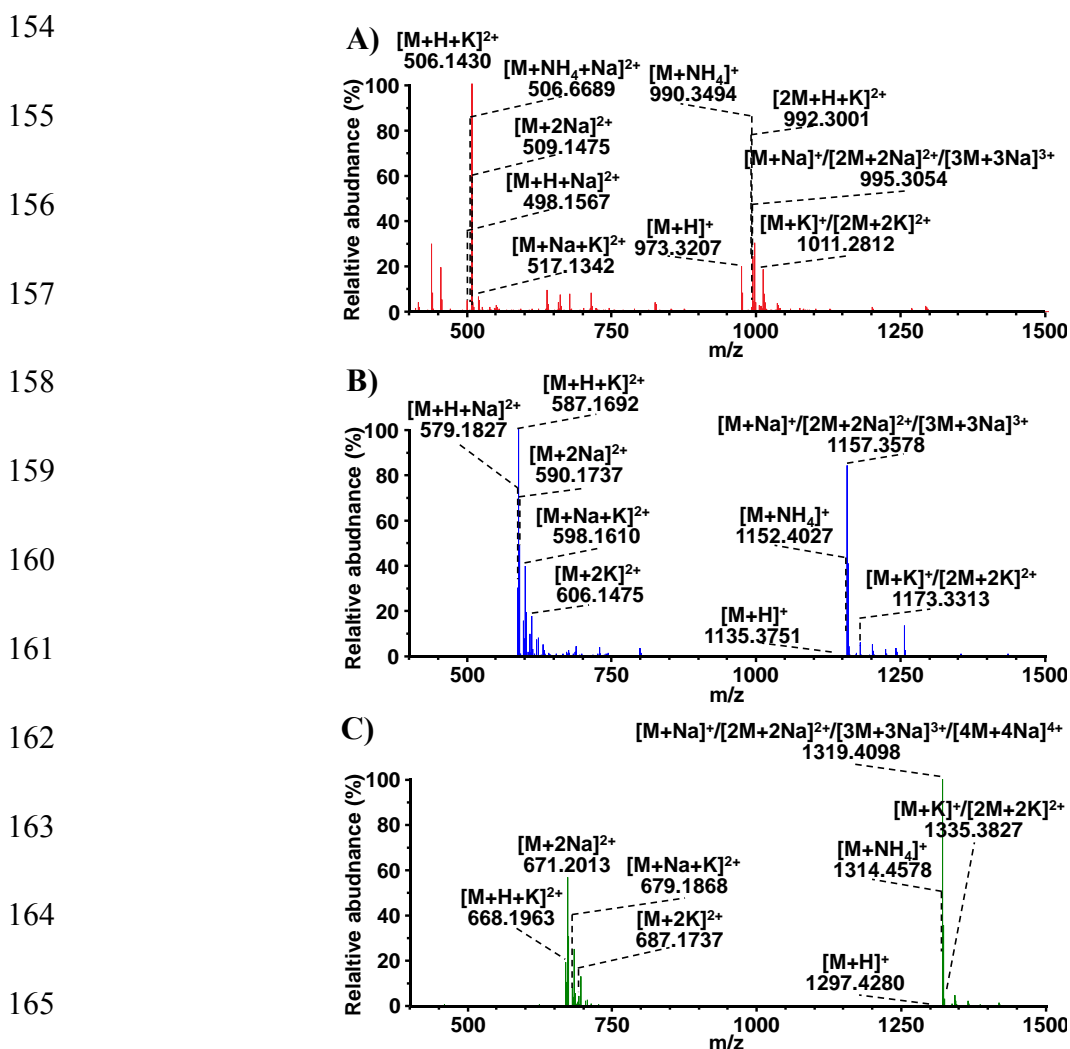 154
155
156
157
158
159
160
161
162
163
164
165
A)
[M+H+K]²⁺
506.1430
[M+NH₄+Na]²⁺
506.6689
[M+2Na]²⁺
509.1475
[M+H+Na]²⁺
498.1567
[M+Na+K]²⁺
517.1342
[M+NH₄]⁺
990.3494
[2M+H+K]²⁺
992.3001
[M+Na]⁺/[2M+2Na]²⁺/[3M+3Na]³⁺
995.3054
[M+H]⁺
973.3207
[M+K]⁺/[2M+2K]²⁺
1011.2812
Relaltive abudnance (%)
100
80
60
40
20
0
500 750 1000 1250 1500
m/z
B)
[M+H+K]²⁺
587.1692
[M+H+Na]²⁺
579.1827
[M+2Na]²⁺
590.1737
[M+Na+K]²⁺
598.1610
[M+2K]²⁺
606.1475
[M+Na]⁺/[2M+2Na]²⁺/[3M+3Na]³⁺
1157.3578
[M+NH₄]⁺
1152.4027
[M+K]⁺/[2M+2K]²⁺
1173.3313
[M+H]⁺
1135.3751
Relaltive abudnance (%)
100
80
60
40
20
0
500 750 1000 1250 1500
m/z
C)
[M+Na]⁺/[2M+2Na]²⁺/[3M+3Na]³⁺/[4M+4Na]⁴⁺
1319.4098
[M+K]⁺/[2M+2K]²⁺
1335.3827
[M+2Na]²⁺
671.2013
[M+Na+K]²⁺
679.1868
[M+H+K]²⁺
668.1963
[M+2K]²⁺
687.1737
[M+NH₄]⁺
1314.4578
[M+H]⁺
1297.4280
Relaltive abudnance (%)
100
80
60
40
20
0
500 750 1000 1250 1500
m/z